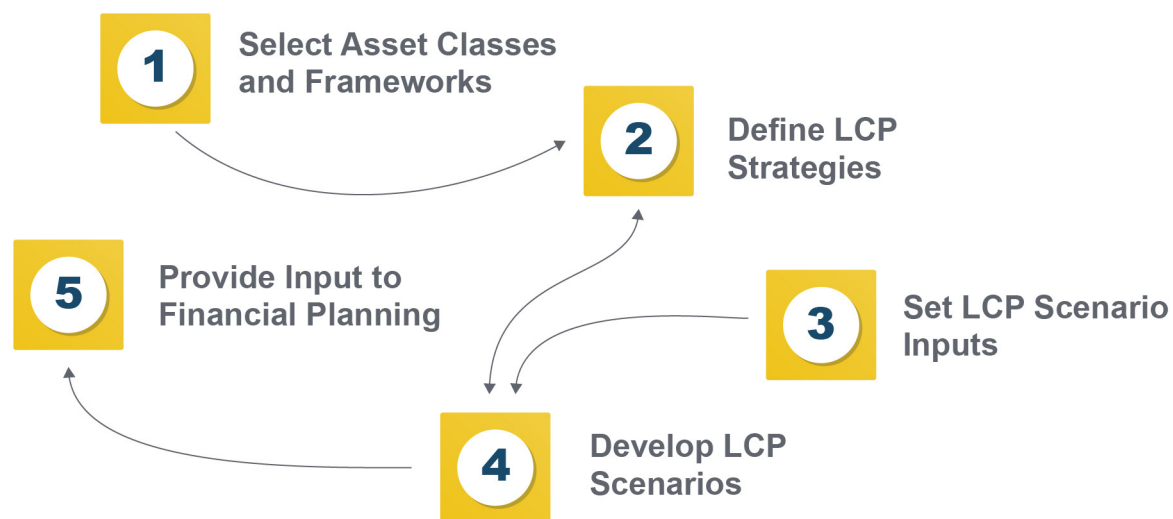 1
Select Asset Classes
and Frameworks
2
Define LCP
Strategies
3
Set LCP Scenario
Inputs
4
Develop LCP
Scenarios
5
Provide Input to
Financial Planning